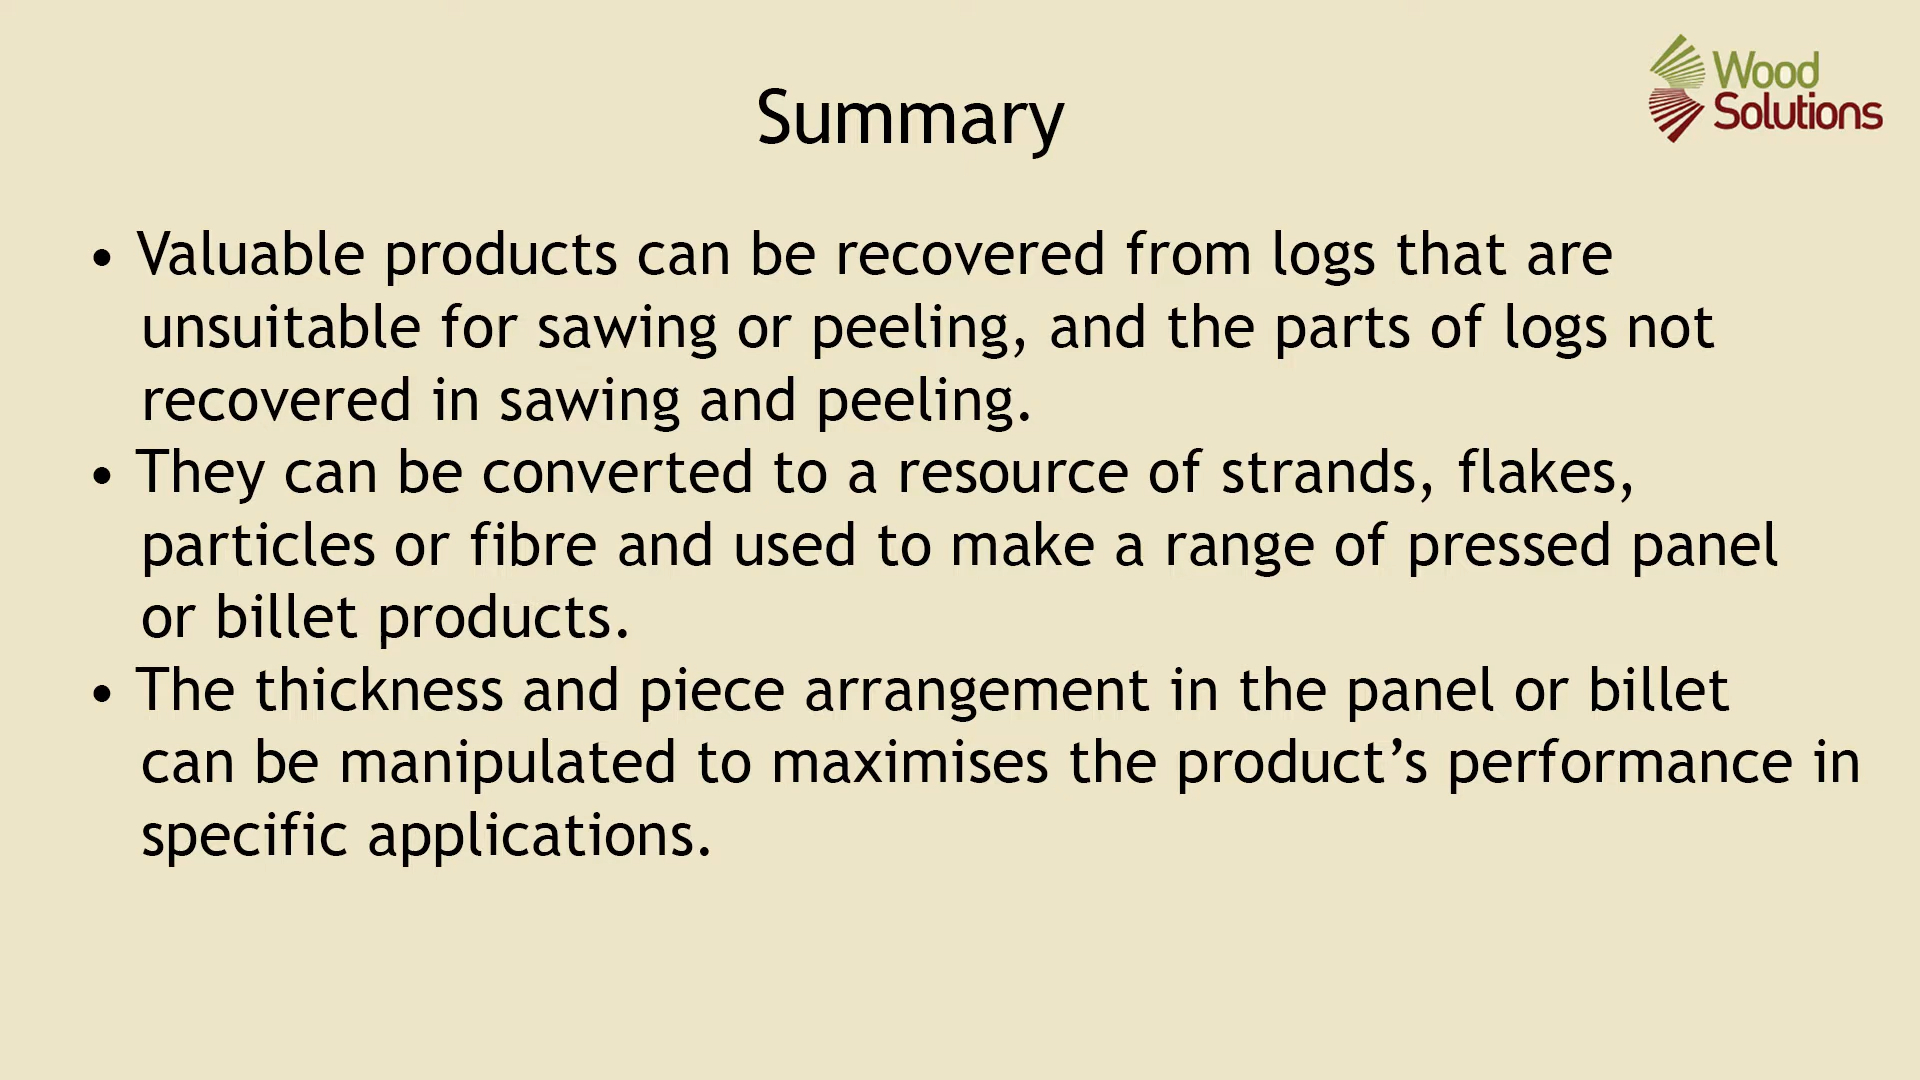 Wood
Solutions
Summary
• Valuable products can be recovered from logs that are
unsuitable for sawing or peeling, and the parts of logs not
recovered in sawing and peeling.
• They can be converted to a resource of strands, flakes,
particles or fibre and used to make a range of pressed panel
or billet products.
• The thickness and piece arrangement in the panel or billet
can be manipulated to maximises the product’s performance in
specific applications.